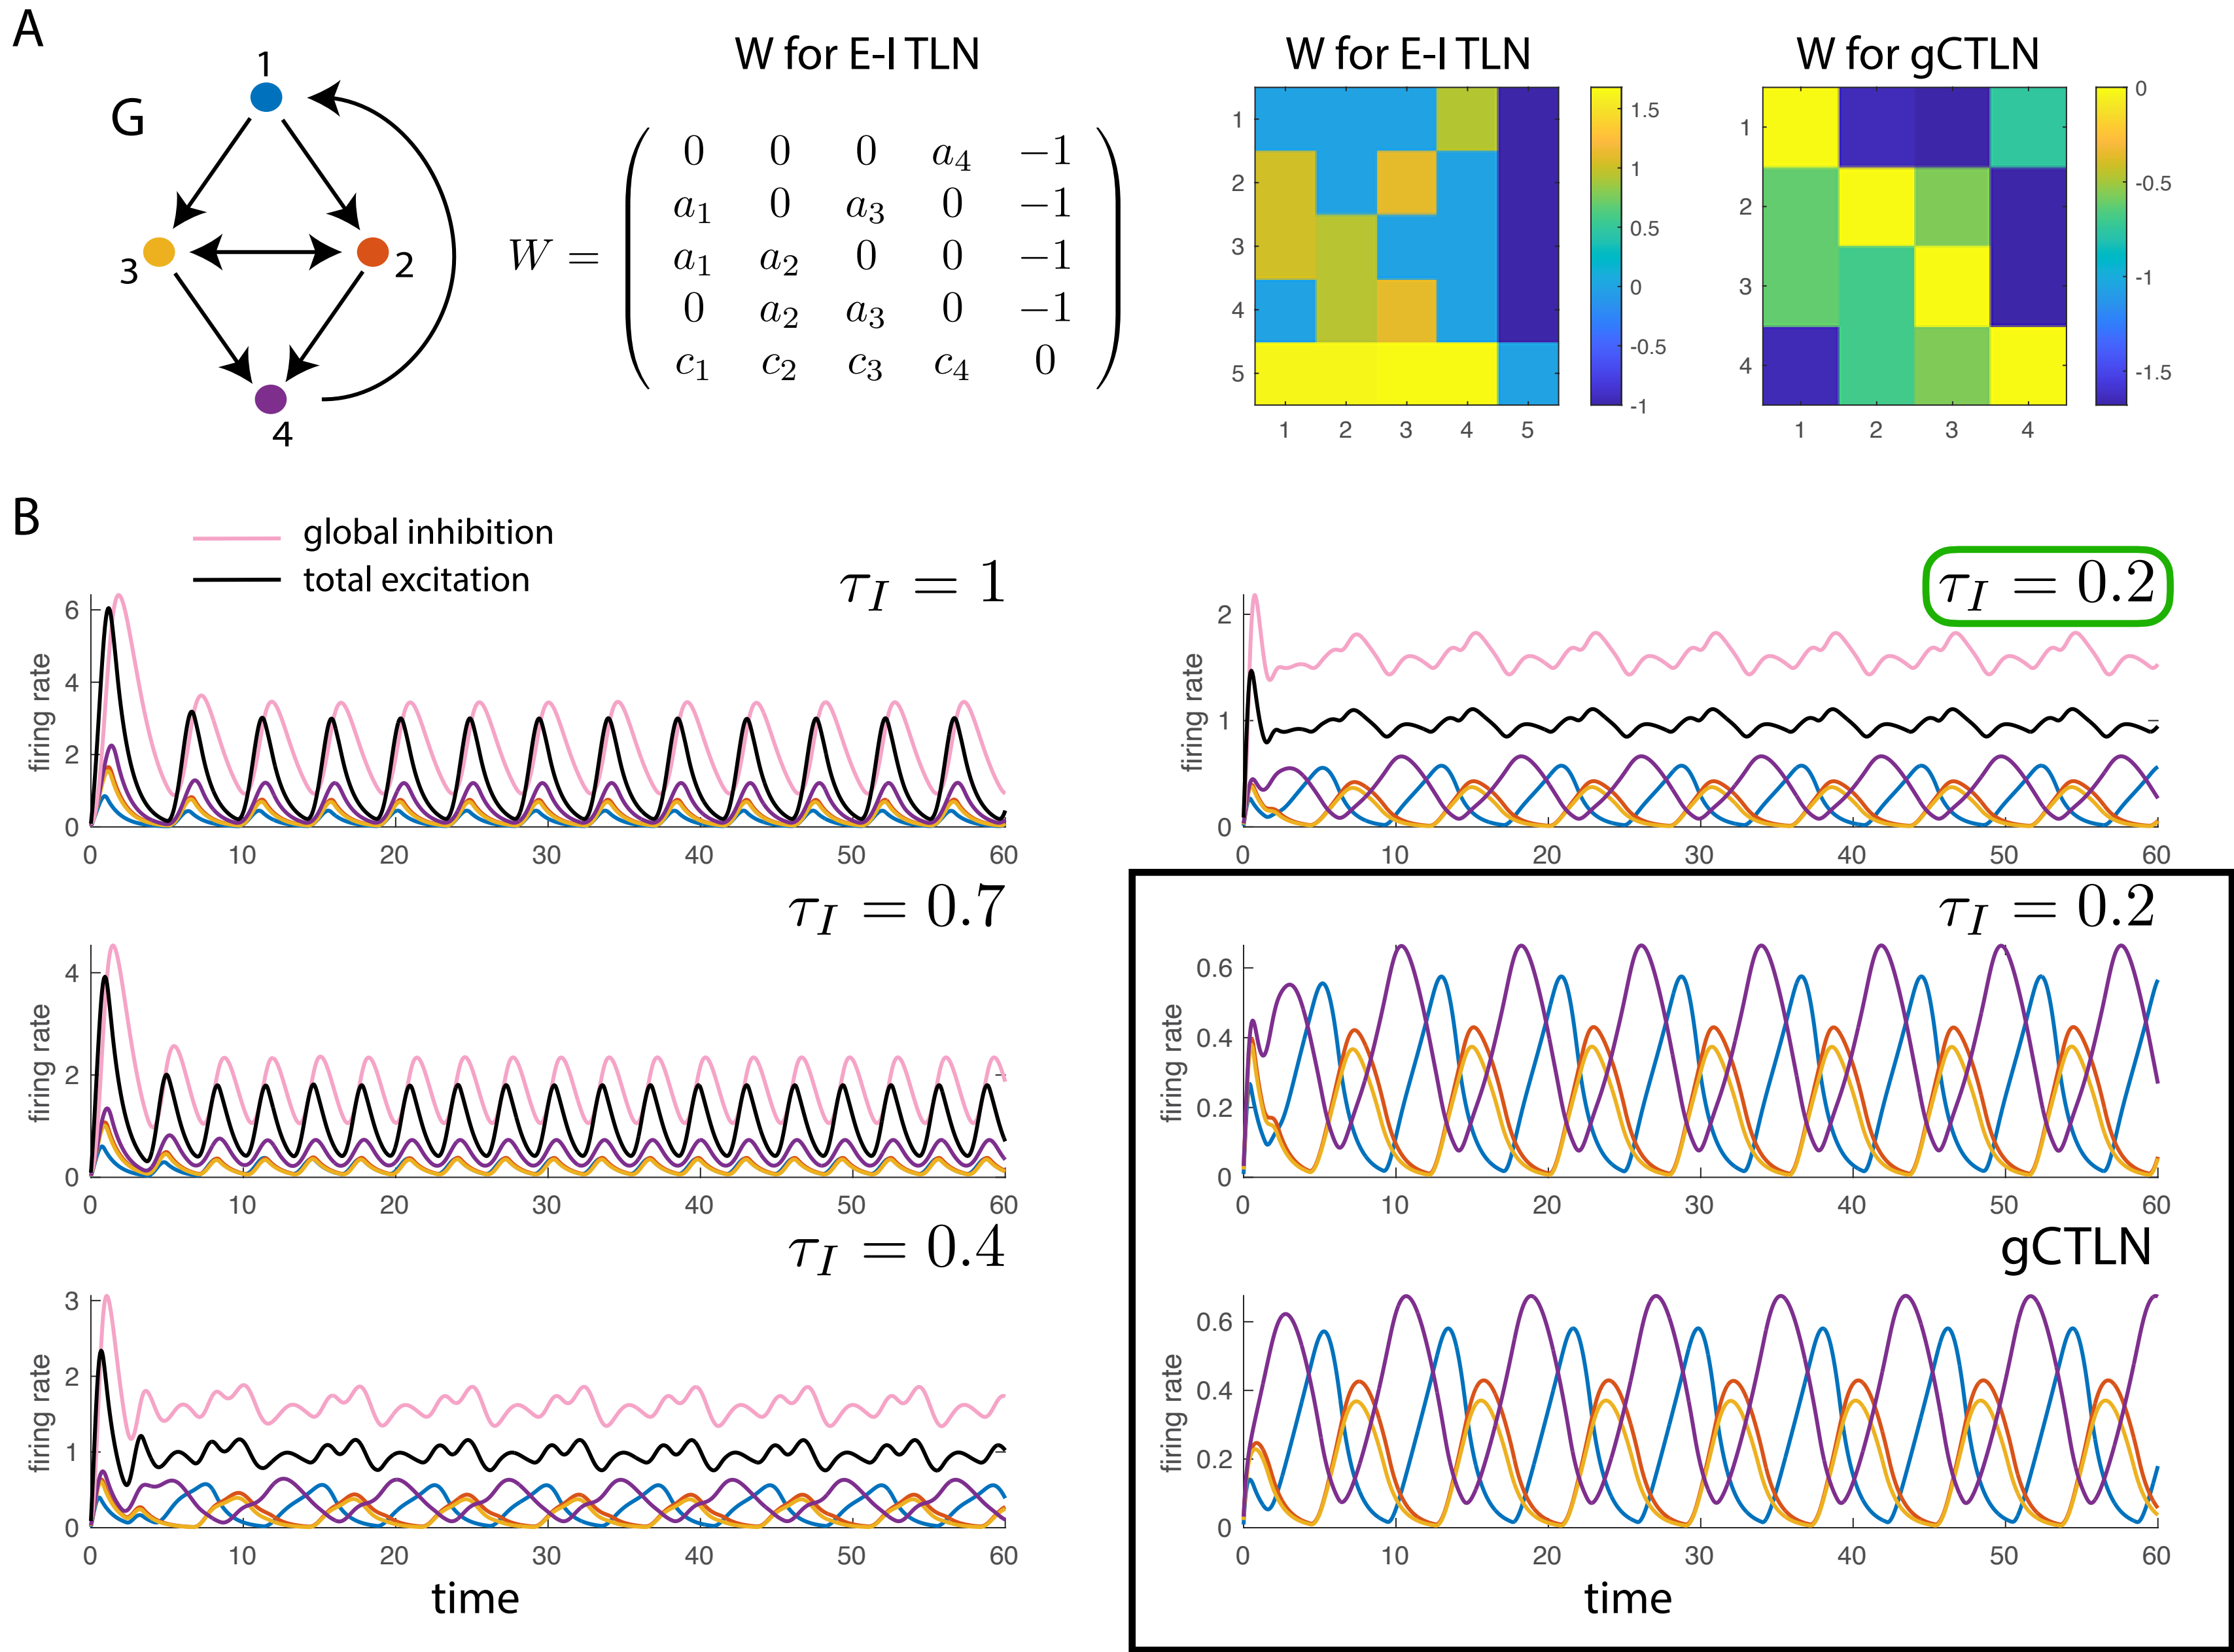 A
G
1
3
2
4
W for E-I TLN
W =
0 0 0 a₄ −1
a₁ 0 a₃ 0 −1
a₁ a₂ 0 0 −1
0 a₂ a₃ 0 −1
c₁ c₂ c₃ c₄ 0
W for E-I TLN
1
2
3
4
5
1 2 3 4 5
1.5
1
0.5
0
-0.5
-1
W for gCTLN
1
2
3
4
1 2 3 4
0
-0.5
-1
-1.5
B
global inhibition
total excitation
τ_I = 1
firing rate
6
4
2
0
0 10 20 30 40 50 60
τ_I = 0.7
firing rate
4
2
0
0 10 20 30 40 50 60
τ_I = 0.4
firing rate
3
2
1
0
0 10 20 30 40 50 60
time
τ_I = 0.2
firing rate
2
1
0
0 10 20 30 40 50 60
τ_I = 0.2
firing rate
0.6
0.4
0.2
0
0 10 20 30 40 50 60
gCTLN
firing rate
0.6
0.4
0.2
0
0 10 20 30 40 50 60
time